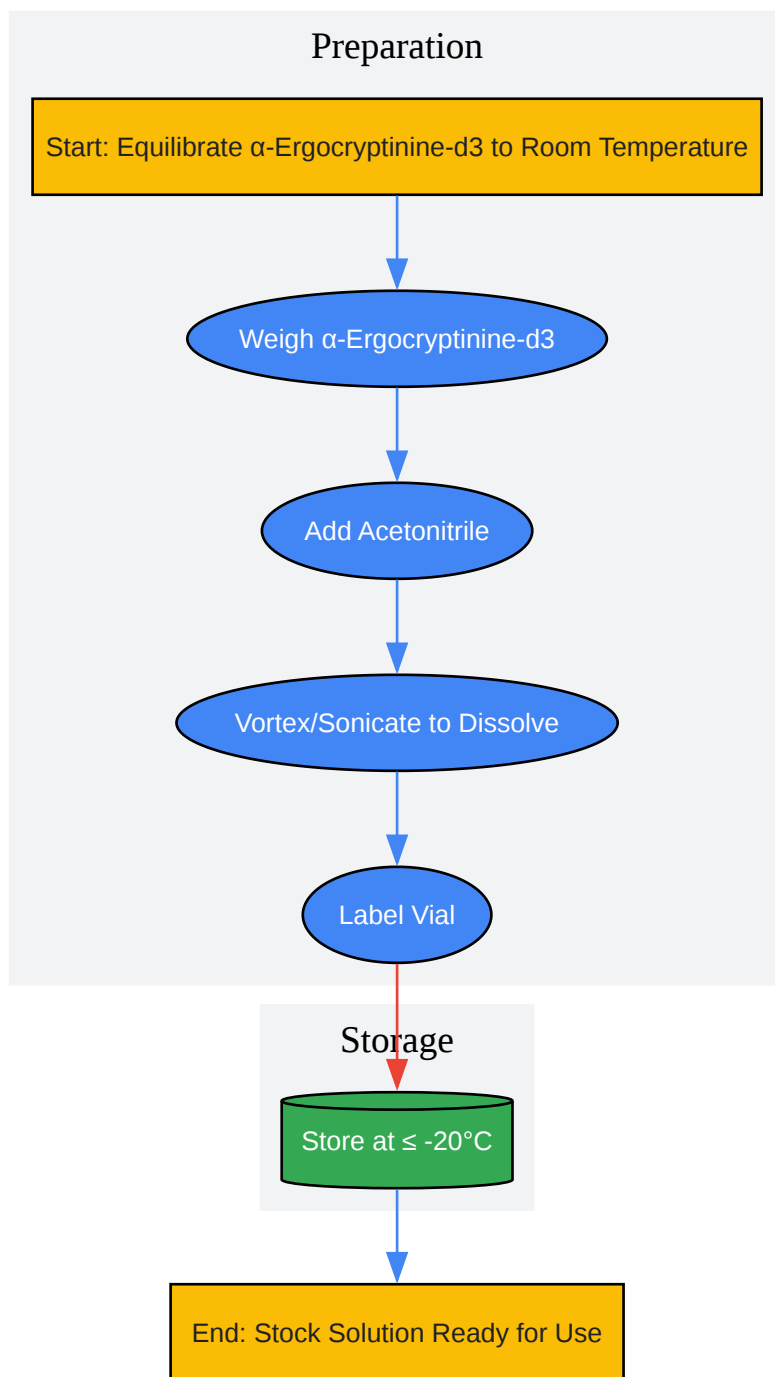 Preparation
Start: Equilibrate α-Ergocryptinine-d3 to Room Temperature
Weigh α-Ergocryptinine-d3
Add Acetonitrile
Vortex/Sonicate to Dissolve
Label Vial
Storage
Store at ≤ -20°C
End: Stock Solution Ready for Use